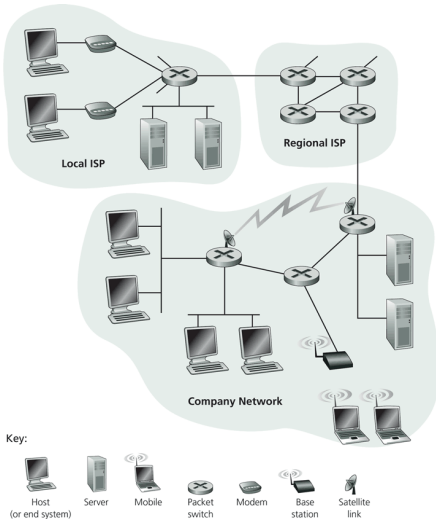 Local ISP
Regional ISP
Company Network
Key:
Host
(or end system)
Server
Mobile
Packet
switch
Modem
Base
station
Satellite
link